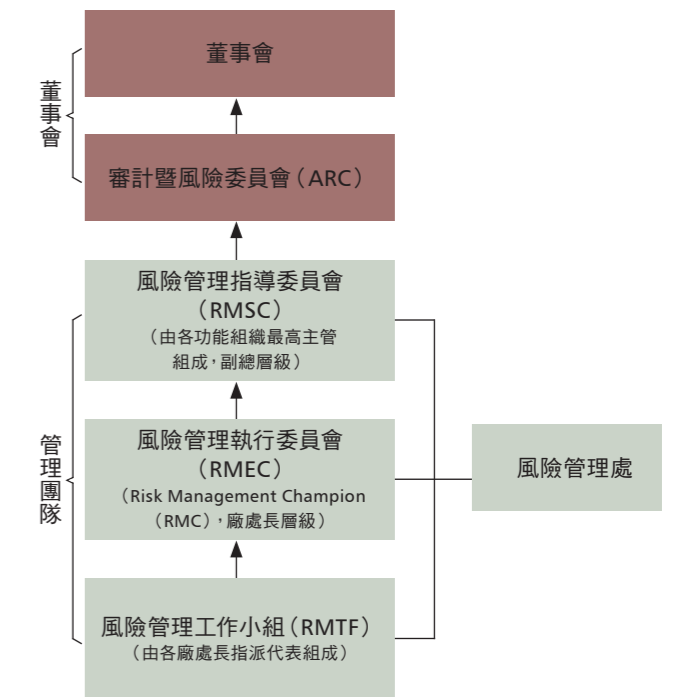 董事會
董事會
審計暨風險委員會（ARC）
管理團隊
風險管理指導委員會
（RMSC）
（由各功能組織最高主管
組成，副總層級）
風險管理執行委員會
（RMEC）
（Risk Management Champion
（RMC），廠處長層級）
風險管理處
風險管理工作小組（RMTF）
（由各廠處長指派代表組成）